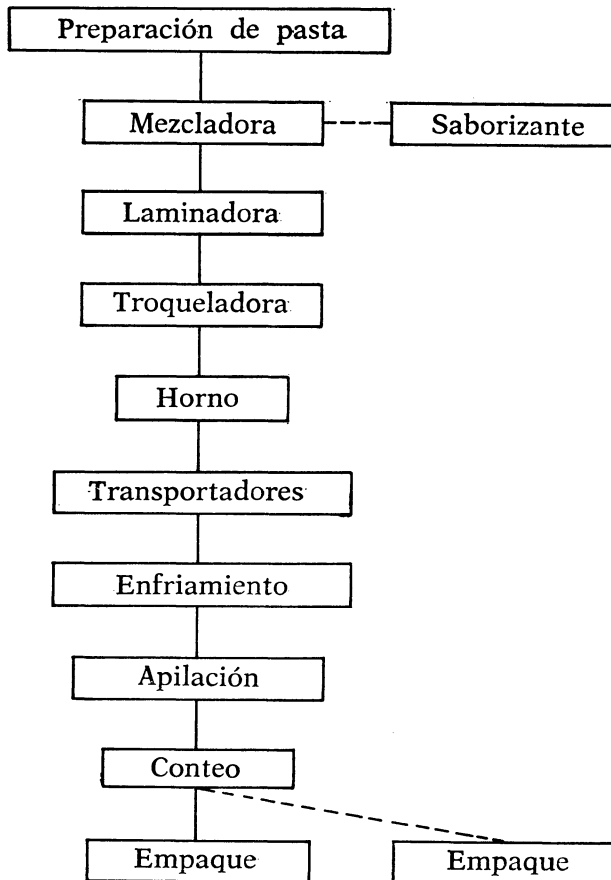 Preparación de pasta
Mezcladora
Saborizante
Laminadora
Troqueladora
Horno
Transportadores
Enfriamiento
Apilación
Conteo
Empaque
Empaque